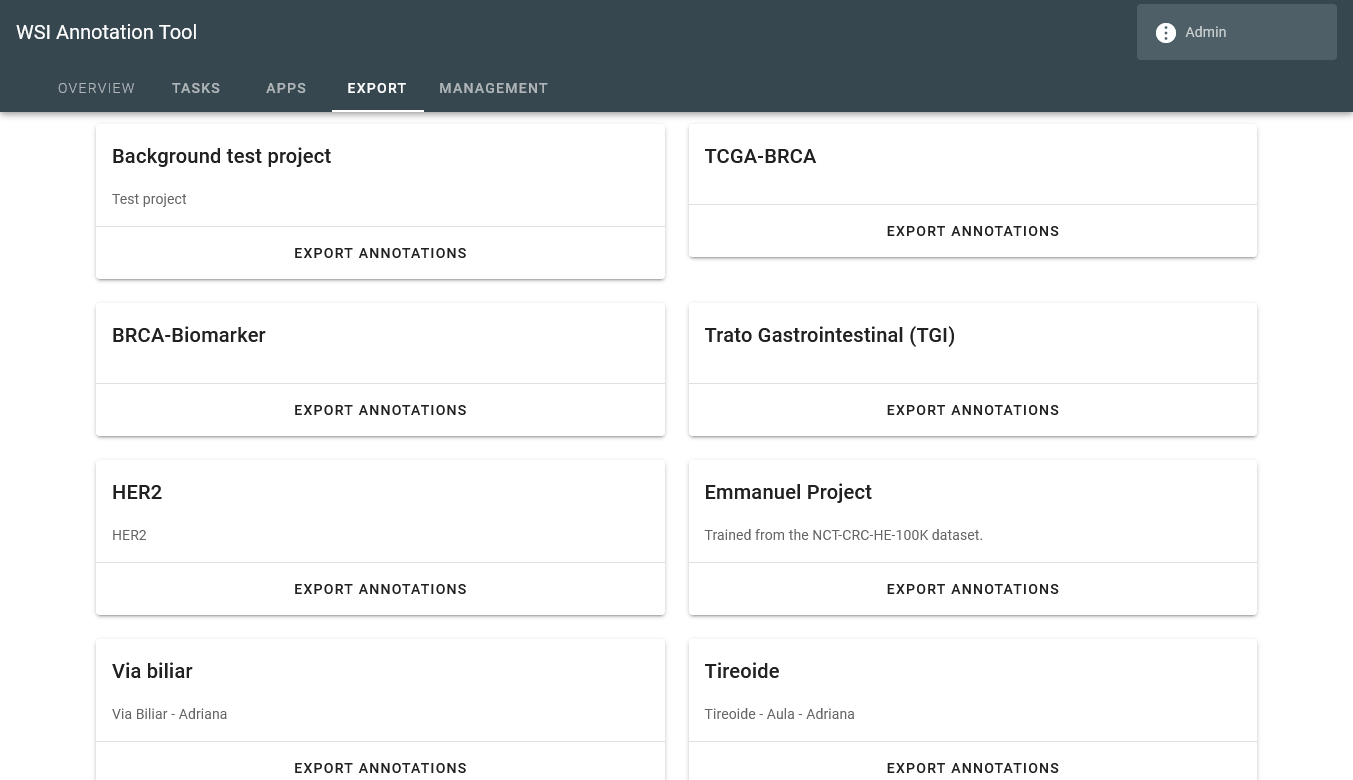 WSI Annotation Tool
Admin
OVERVIEW TASKS APPS EXPORT MANAGEMENT
Background test project
Test project
EXPORT ANNOTATIONS
TCGA-BRCA
EXPORT ANNOTATIONS
BRCA-Biomarker
EXPORT ANNOTATIONS
Trato Gastrointestinal (TGI)
EXPORT ANNOTATIONS
HER2
HER2
EXPORT ANNOTATIONS
Emmanuel Project
Trained from the NCT-CRC-HE-100K dataset.
EXPORT ANNOTATIONS
Via biliar
Via Biliar - Adriana
EXPORT ANNOTATIONS
Tireoide
Tireoide - Aula - Adriana
EXPORT ANNOTATIONS